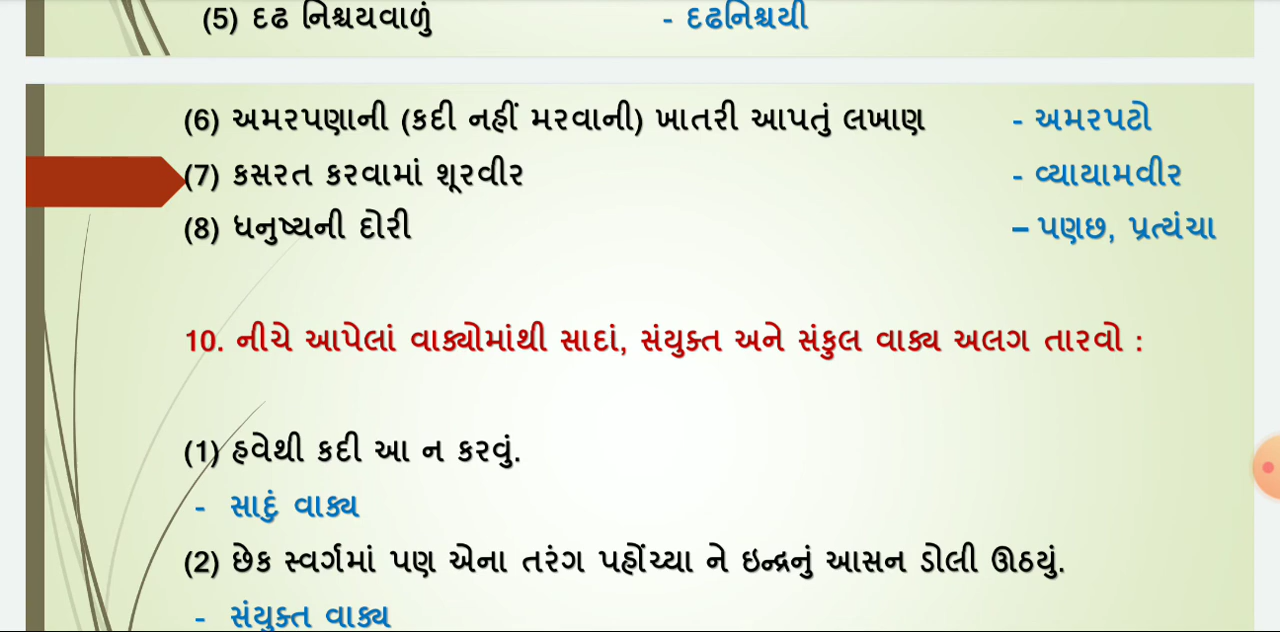 (5) દઢ નિશ્ચયવાળું - દઢનિશ્ચયી
(6) અમરપણાની (કદી નહીં મરવાની) ખાતરી આપતું લખાણ - અમરપટો
(7) કસરત કરવામાં શૂરવીર - વ્યાયામવીર
(8) ધનુષ્યની દોરી – પણછ, પ્રત્યંચા
10. નીચે આપેલાં વાક્યોમાંથી સાદાં, સંયુક્ત અને સંકુલ વાક્ય અલગ તારવો :
(1) હવેથી કદી આ ન કરવું.
- સાદું વાક્ય
(2) છેક સ્વર્ગમાં પણ એના તરંગ પહોંચ્યા ને ઇન્દ્રનું આસન ડોલી ઊઠયું.
- સંયુક્ત વાક્ય